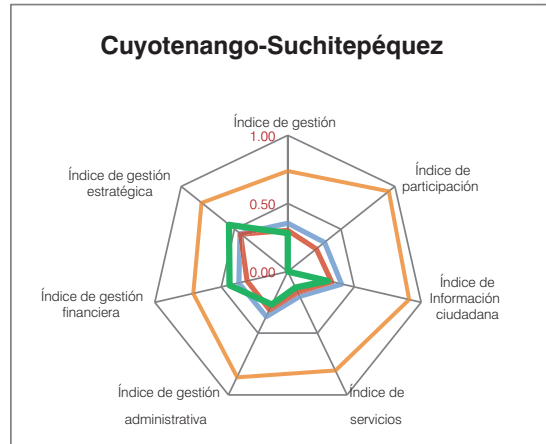 Cuyotenango-Suchitepéquez
Índice de gestión
1.00
Índice de gestión
estratégica
Índice de
participación
0.50
0.00
Índice de gestión
financiera
Índice de
Información
ciudadana
Índice de gestión
administrativa
Índice de
servicios